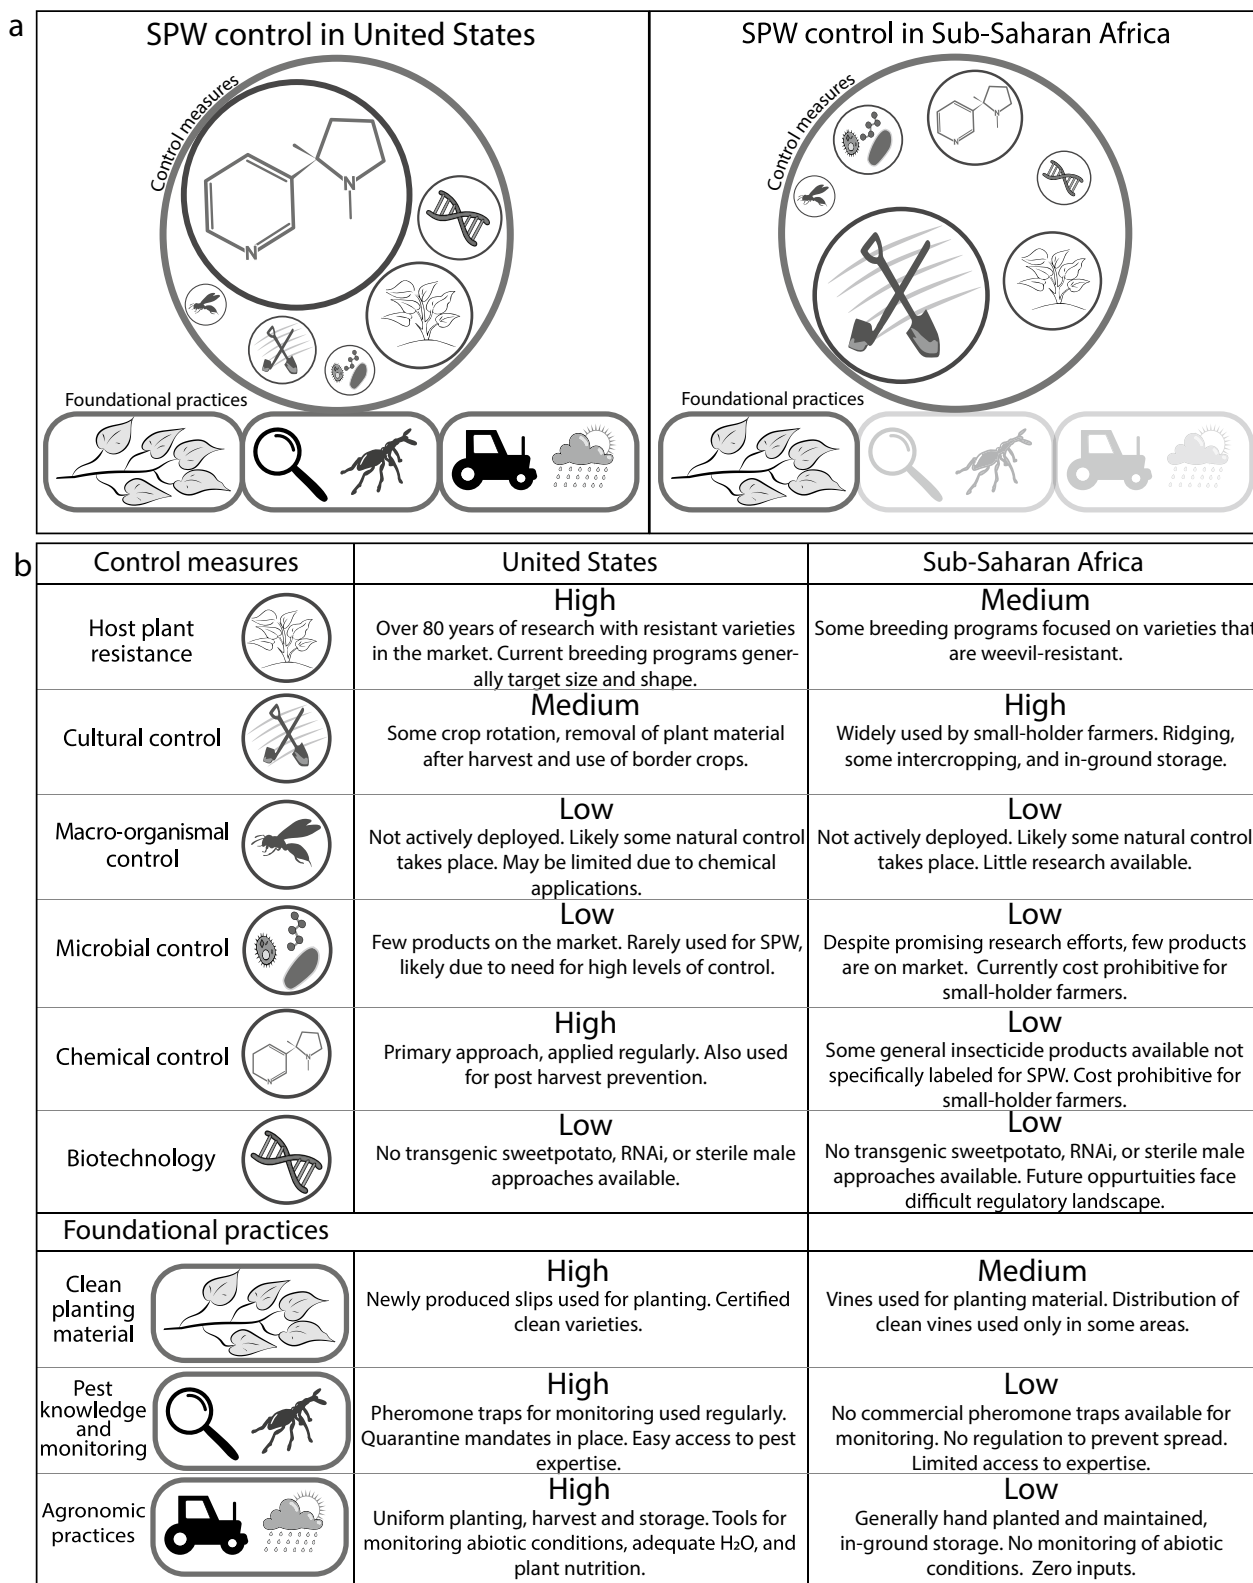 a
SPW control in United States
SPW control in Sub-Saharan Africa
Control measures
N
N
Control measures
N
N
Foundational practices
Foundational practices
b
Control measures
United States
Sub-Saharan Africa
Host plant
resistance
High
Over 80 years of research with resistant varieties
in the market. Current breeding programs gener-
ally target size and shape.
Medium
Some breeding programs focused on varieties that
are weevil-resistant.
Cultural control
Medium
Some crop rotation, removal of plant material
after harvest and use of border crops.
High
Widely used by small-holder farmers. Ridging,
some intercropping, and in-ground storage.
Macro-organismal
control
Low
Not actively deployed. Likely some natural control
takes place. May be limited due to chemical
applications.
Low
Not actively deployed. Likely some natural control
takes place. Little research available.
Microbial control
Low
Few products on the market. Rarely used for SPW,
likely due to need for high levels of control.
Low
Despite promising research efforts, few products
are on market. Currently cost prohibitive for
small-holder farmers.
Chemical control
N
N
High
Primary approach, applied regularly. Also used
for post harvest prevention.
Low
Some general insecticide products available not
specifically labeled for SPW. Cost prohibitive for
small-holder farmers.
Biotechnology
Low
No transgenic sweetpotato, RNAi, or sterile male
approaches available.
Low
No transgenic sweetpotato, RNAi, or sterile male
approaches available. Future oppurtuities face
difficult regulatory landscape.
Foundational practices
Clean
planting
material
High
Newly produced slips used for planting. Certified
clean varieties.
Medium
Vines used for planting material. Distribution of
clean vines used only in some areas.
Pest
knowledge
and
monitoring
High
Pheromone traps for monitoring used regularly.
Quarantine mandates in place. Easy access to pest
expertise.
Low
No commercial pheromone traps available for
monitoring. No regulation to prevent spread.
Limited access to expertise.
Agronomic
practices
High
Uniform planting, harvest and storage. Tools for
monitoring abiotic conditions, adequate H₂O, and
plant nutrition.
Low
Generally hand planted and maintained,
in-ground storage. No monitoring of abiotic
conditions. Zero inputs.